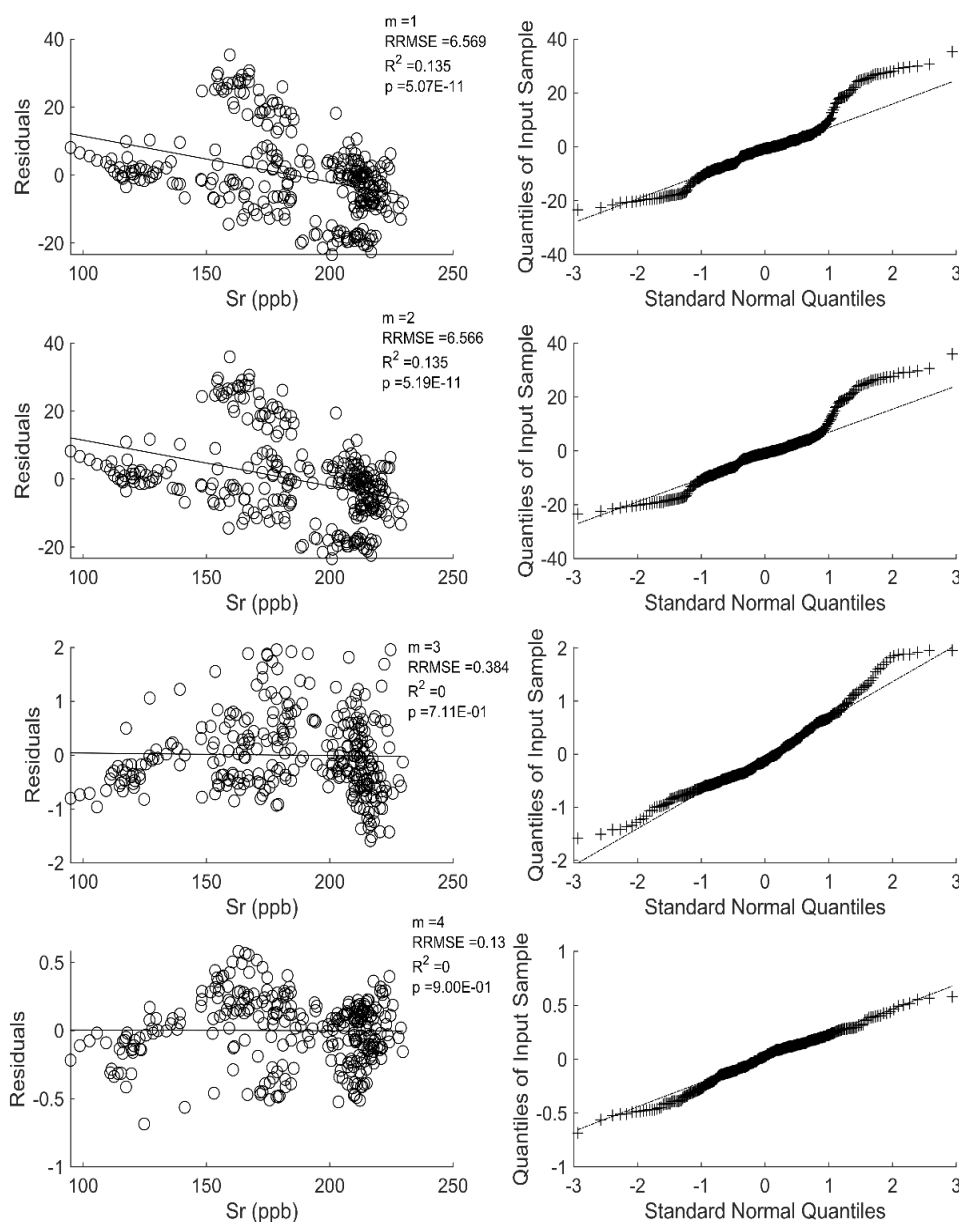 m =1
RRMSE =6.569
R² =0.135
p =5.07E-11
Residuals
40
20
0
-20
100
150
200
250
Sr (ppb)
Quantiles of Input Sample
40
20
0
-20
-40
-3
-2
-1
0
1
2
3
Standard Normal Quantiles
m =2
RRMSE =6.566
R² =0.135
p =5.19E-11
Residuals
40
20
0
-20
100
150
200
250
Sr (ppb)
Quantiles of Input Sample
40
20
0
-20
-40
-3
-2
-1
0
1
2
3
Standard Normal Quantiles
m =3
RRMSE =0.384
R² =0
p =7.11E-01
Residuals
2
1
0
-1
-2
100
150
200
250
Sr (ppb)
Quantiles of Input Sample
2
1
0
-1
-2
-3
-2
-1
0
1
2
3
Standard Normal Quantiles
m =4
RRMSE =0.13
R² =0
p =9.00E-01
Residuals
0.5
0
-0.5
-1
100
150
200
250
Sr (ppb)
Quantiles of Input Sample
1
0.5
0
-0.5
-1
-3
-2
-1
0
1
2
3
Standard Normal Quantiles